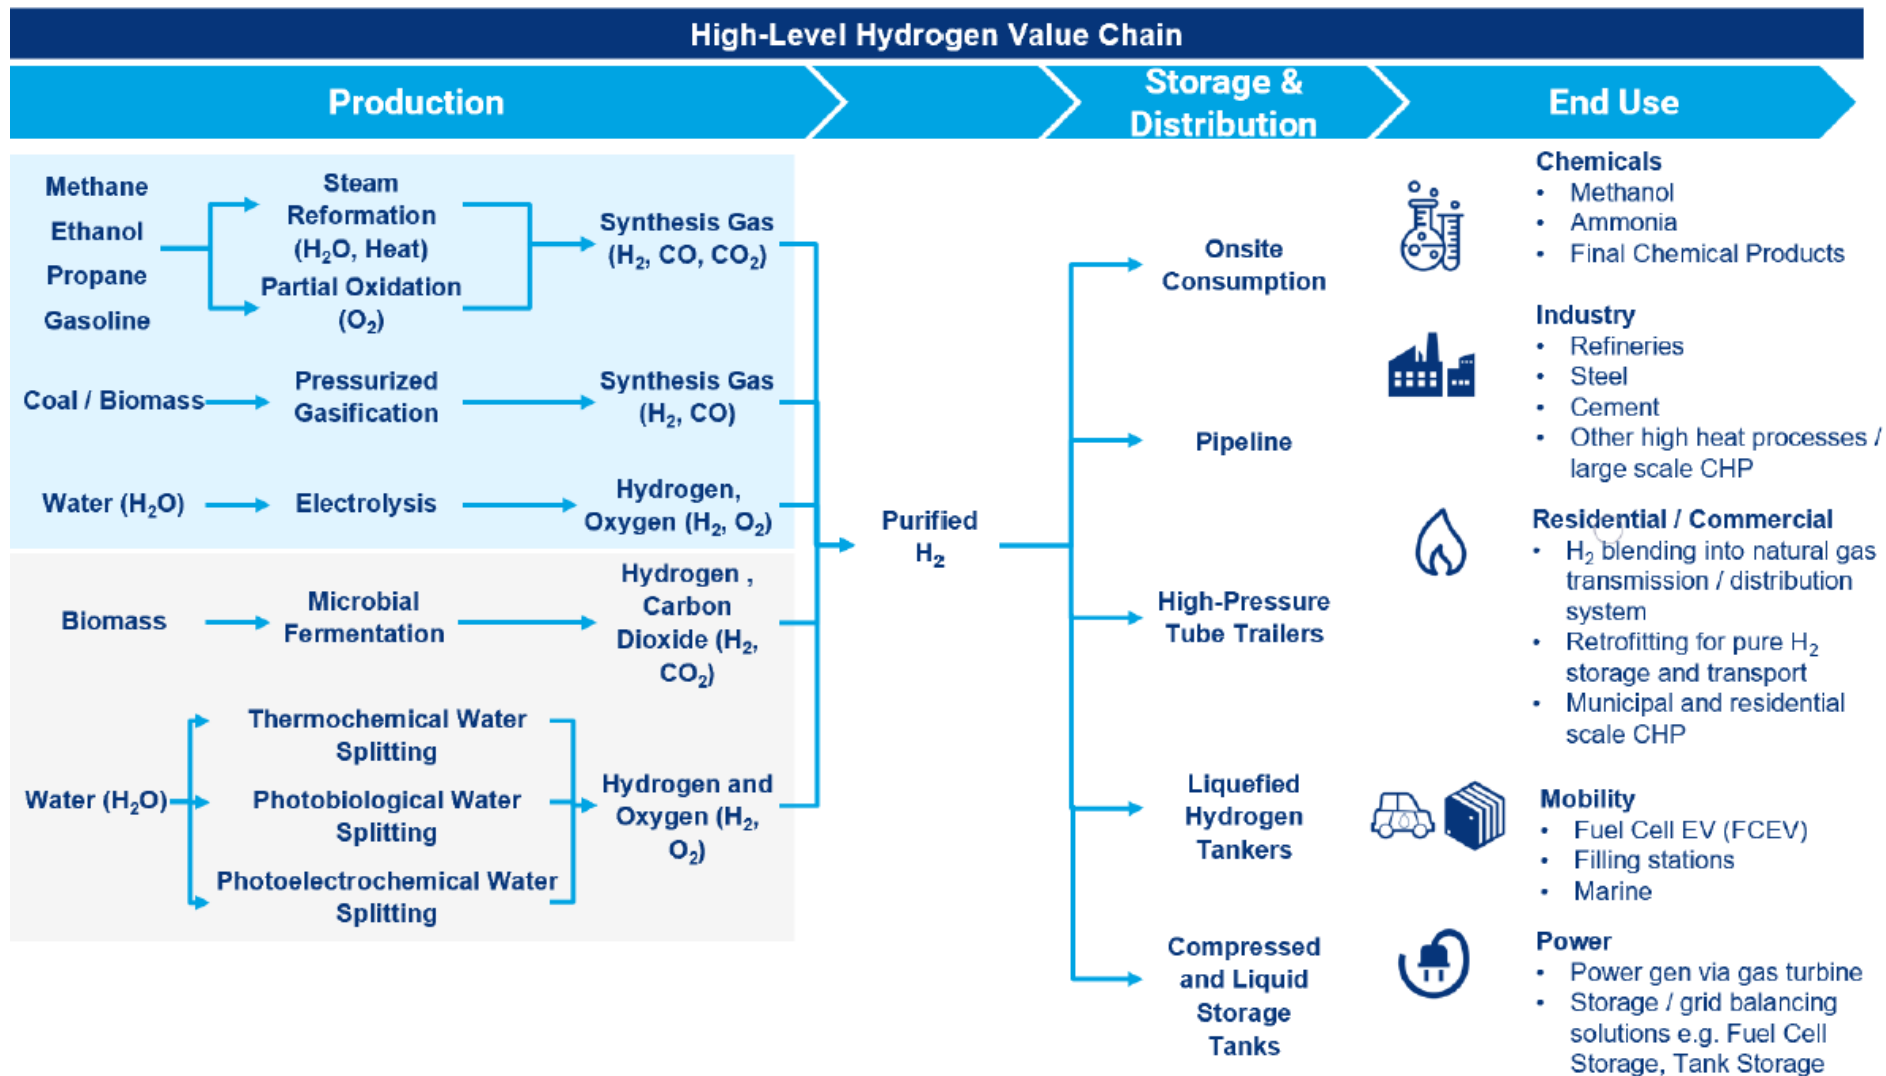 High-Level Hydrogen Value Chain
Production
Storage &
Distribution
End Use
Methane
Ethanol
Propane
Gasoline
Steam
Reformation
(H₂O, Heat)
Partial Oxidation
(O₂)
Synthesis Gas
(H₂, CO, CO₂)
Coal / Biomass
Pressurized
Gasification
Synthesis Gas
(H₂, CO)
Water (H₂O)
Electrolysis
Hydrogen,
Oxygen (H₂, O₂)
Biomass
Microbial
Fermentation
Hydrogen ,
Carbon
Dioxide (H₂,
CO₂)
Water (H₂O)
Thermochemical Water
Splitting
Photobiological Water
Splitting
Photoelectrochemical Water
Splitting
Hydrogen and
Oxygen (H₂,
O₂)
Purified
H₂
Onsite
Consumption
Pipeline
High-Pressure
Tube Trailers
Liquefied
Hydrogen
Tankers
Compressed
and Liquid
Storage
Tanks
Chemicals
• Methanol
• Ammonia
• Final Chemical Products
Industry
• Refineries
• Steel
• Cement
• Other high heat processes /
large scale CHP
Residential / Commercial
• H₂ blending into natural gas
transmission / distribution
system
• Retrofitting for pure H₂
storage and transport
• Municipal and residential
scale CHP
Mobility
• Fuel Cell EV (FCEV)
• Filling stations
• Marine
Power
• Power gen via gas turbine
• Storage / grid balancing
solutions e.g. Fuel Cell
Storage, Tank Storage